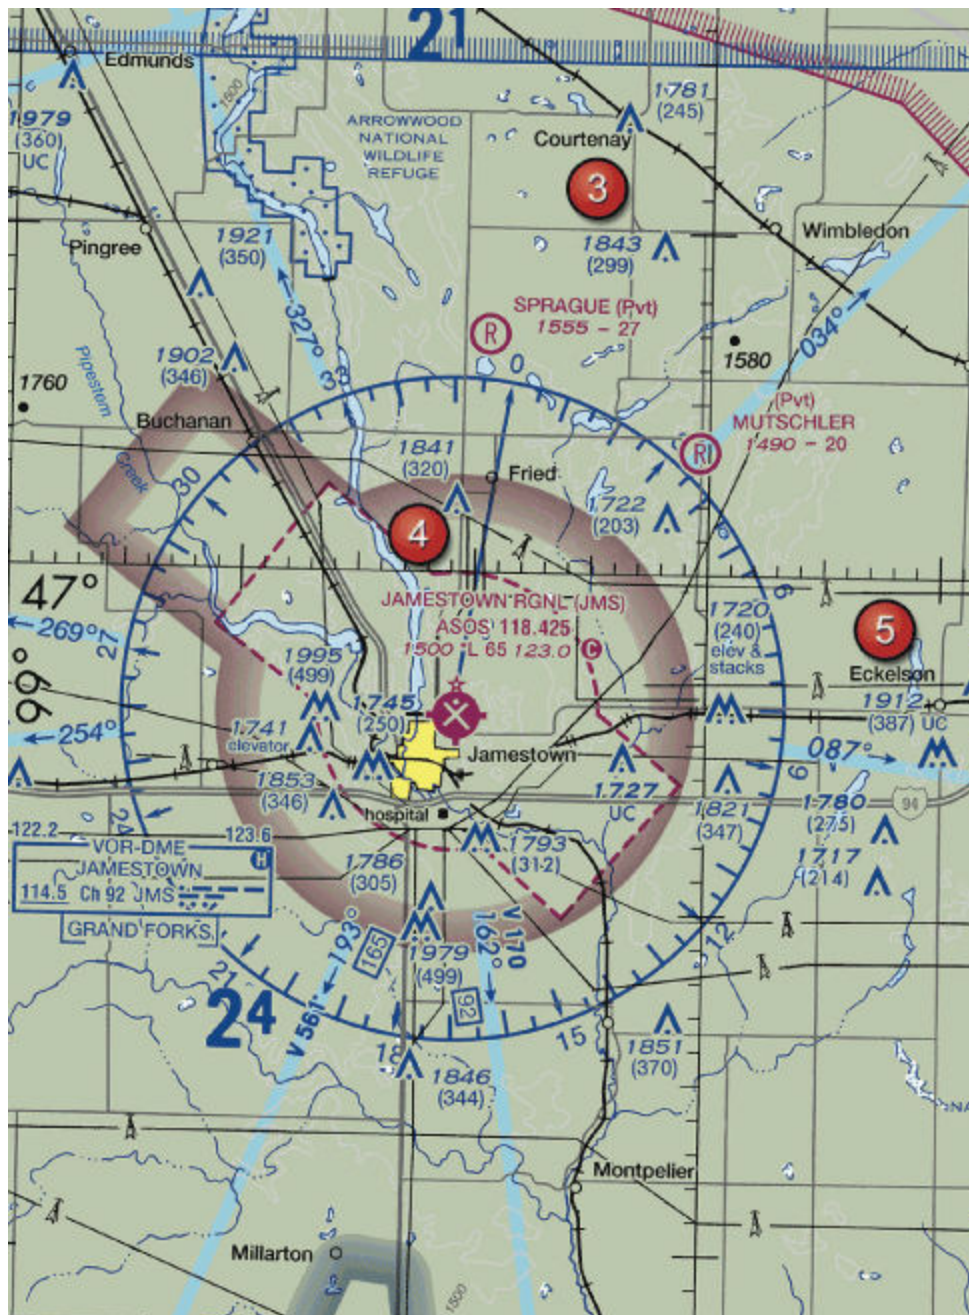 21
Edmunds
1979
(360)
UC
1500
ARROWWOOD
NATIONAL
WILDLIFE
REFUGE
1781
(245)
Courtenay
3
Pingree
1921
(350)
1843
(299)
Wimbledon
327°
SPRAGUE (Pvt)
1555 - 27
R
034°
1580
Pipestem
Creek
1902
(346)
1760
33
0
Buchanan
(Pvt)
MUTSCHLER
1490 - 20
R
1841
(320)
Fried
30
1722
(203)
4
47°
JAMESTOWN RGNL (JMS)
ASOS 118.425
1500 *L 65 123.0
C
6
1720
(240)
elev &
stacks
5
Eckelson
269°
27
99°
1995
(499)
1745
(250)
1912
(387) UC
254°
1741
elevator
Jamestown
087°
9
1853
(346)
hospital
1727
UC
1821
(347)
1780
(275)
94
1717
(214)
24
122.2
123.6
VOR-DME
JAMESTOWN
H
114.5 Ch 92 JMS
GRAND FORKS
1786
(305)
1793
(312)
193°
165
1979
(499)
V 170
162°
12
21
24
V 561
92
18
15
1846
(344)
1851
(370)
Montpelier
Millarton
1500